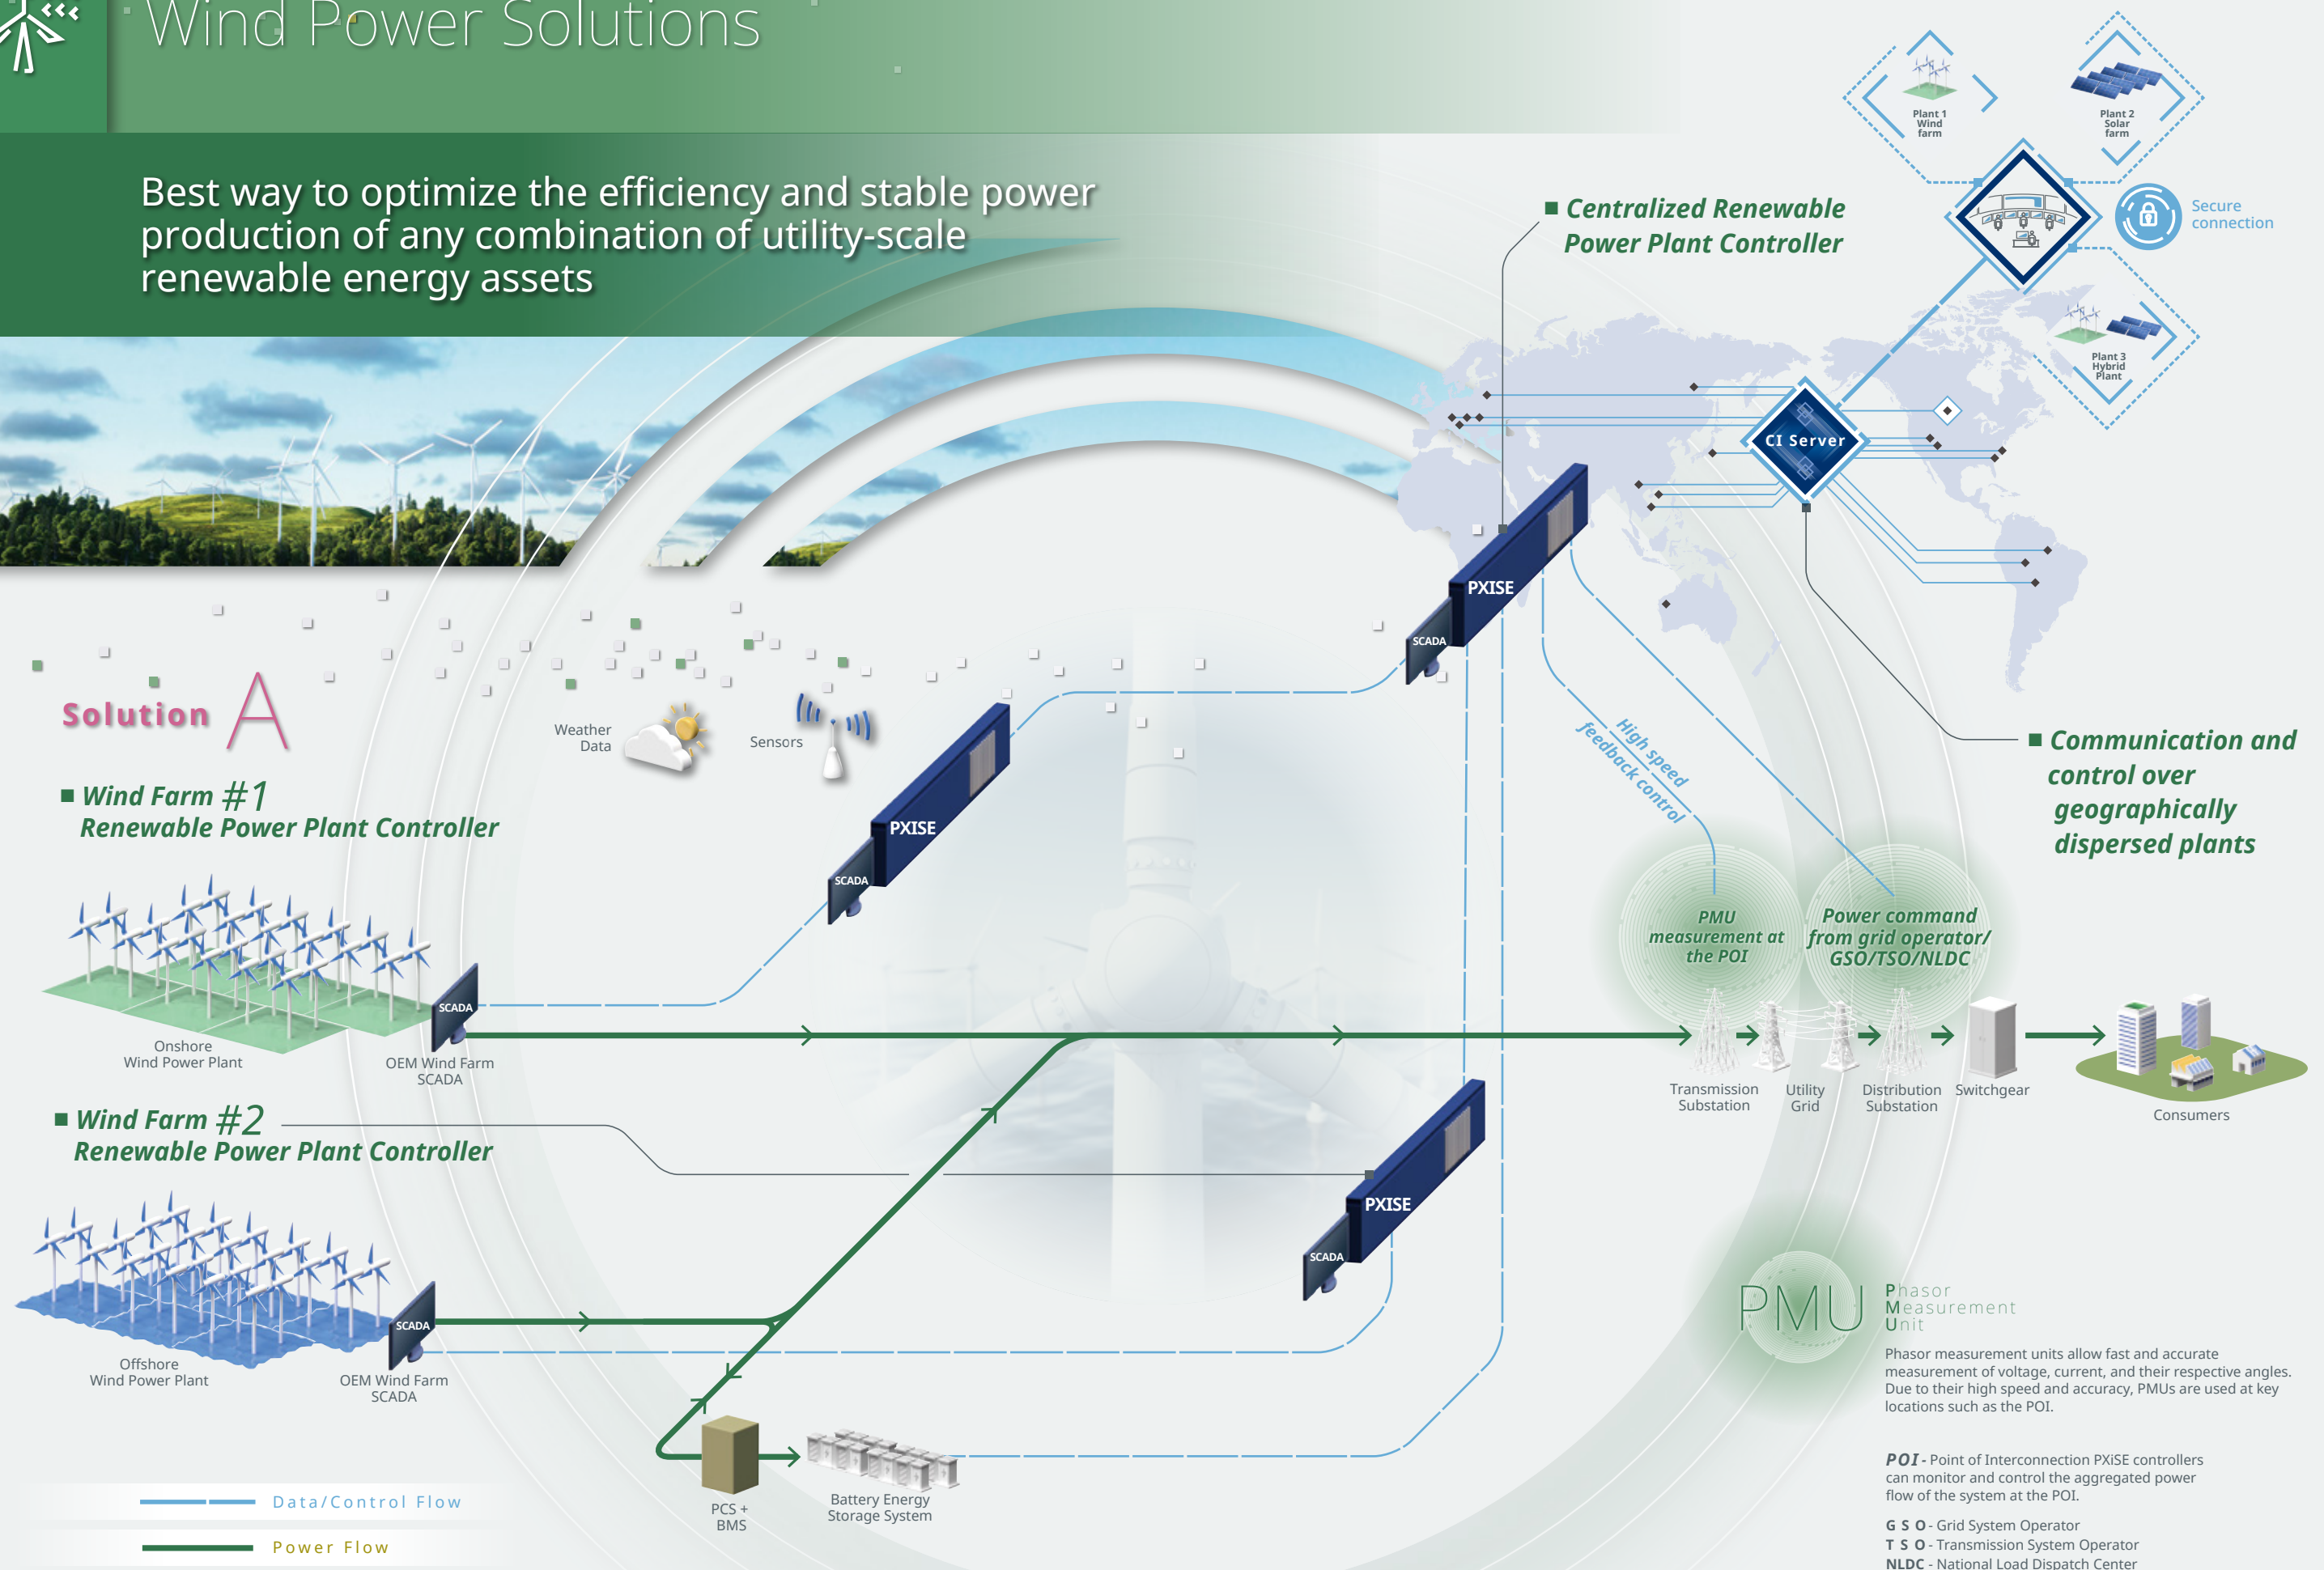 Wind Power Solutions
Best way to optimize the efficiency and stable power
production of any combination of utility-scale
renewable energy assets
Plant 1
Wind
farm
Plant 2
Solar
farm
Secure
connection
Plant 3
Hybrid
Plant
Centralized Renewable
Power Plant Controller
CI Server
PXISE
SCADA
Solution A
Weather
Data
Sensors
High speed
feedback control
Communication and
control over
geographically
dispersed plants
Wind Farm #1
Renewable Power Plant Controller
PXISE
SCADA
PMU
measurement at
the POI
Power command
from grid operator/
GSO/TSO/NLDC
SCADA
Onshore
Wind Power Plant
OEM Wind Farm
SCADA
Transmission
Substation
Utility
Grid
Distribution
Substation
Switchgear
Consumers
Wind Farm #2
Renewable Power Plant Controller
PXISE
SCADA
SCADA
Offshore
Wind Power Plant
OEM Wind Farm
SCADA
PMU
Phasor
Measurement
Unit
Phasor measurement units allow fast and accurate
measurement of voltage, current, and their respective angles.
Due to their high speed and accuracy, PMUs are used at key
locations such as the POI.
PCS +
BMS
Battery Energy
Storage System
POI - Point of Interconnection PXiSE controllers
can monitor and control the aggregated power
flow of the system at the POI.
GSO - Grid System Operator
TSO - Transmission System Operator
NLDC - National Load Dispatch Center
Data/Control Flow
Power Flow